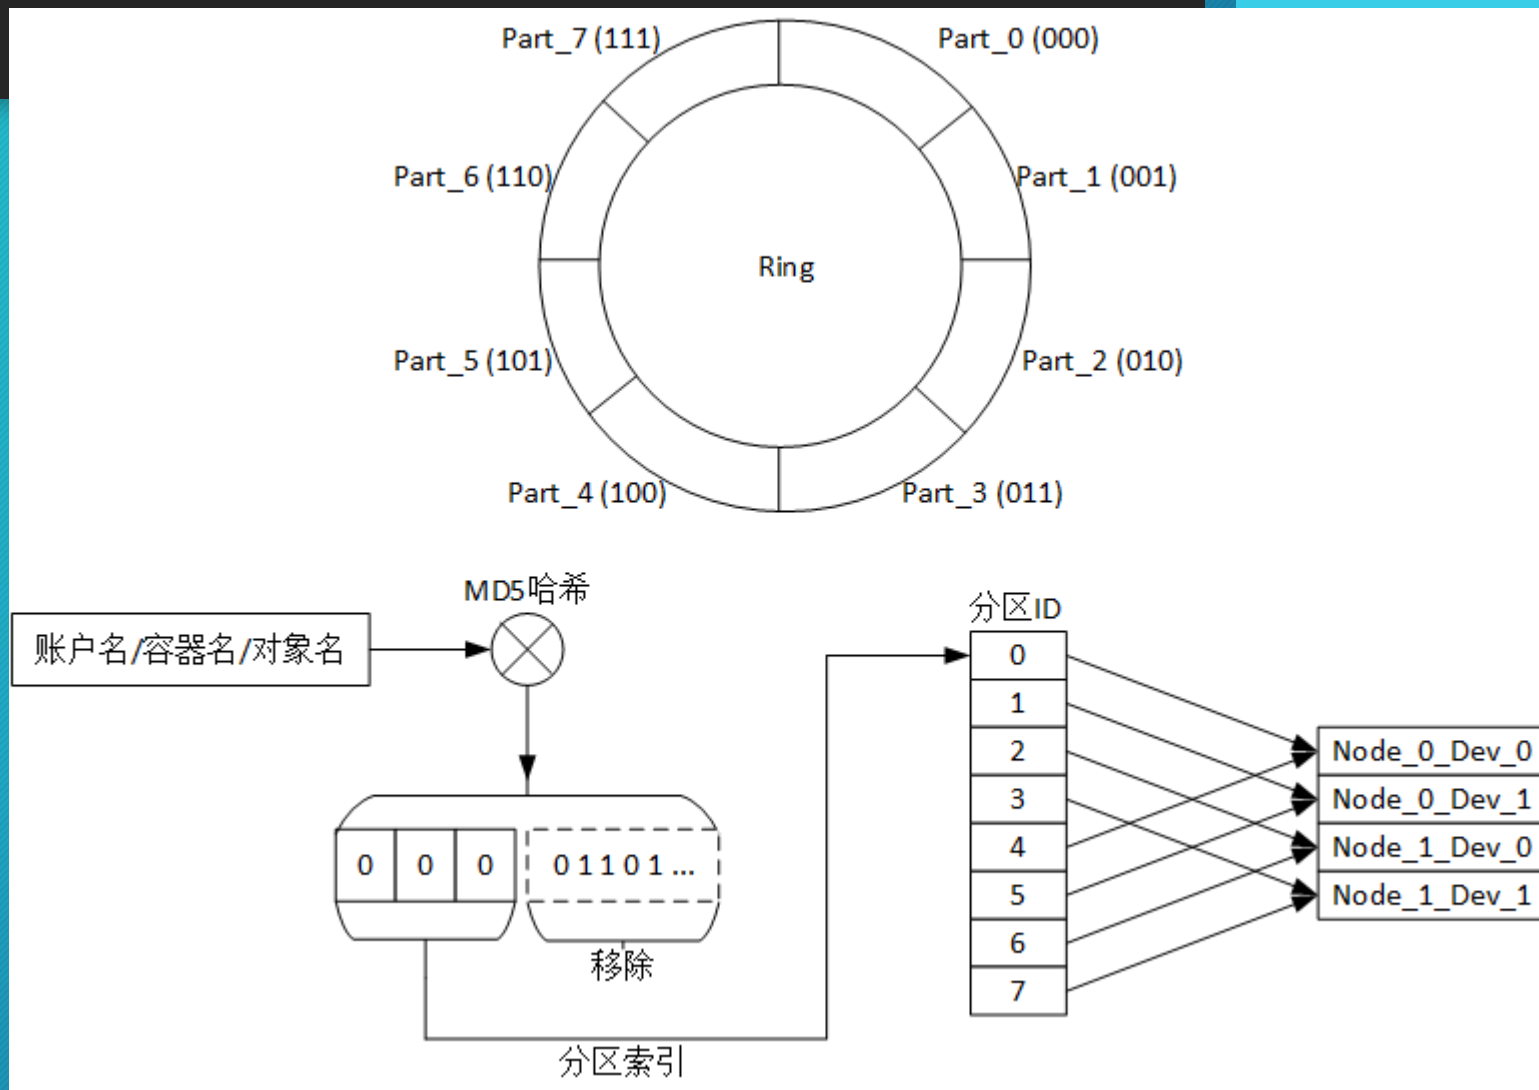 Part_7 (111)
Part_0 (000)
Part_6 (110)
Part_1 (001)
Ring
Part_5 (101)
Part_2 (010)
Part_4 (100)
Part_3 (011)
MD5哈希
账户名/容器名/对象名
0 0 0 0 1 1 0 1 ...
移除
分区索引
分区ID
0
1
2
3
4
5
6
7
Node_0_Dev_0
Node_0_Dev_1
Node_1_Dev_0
Node_1_Dev_1